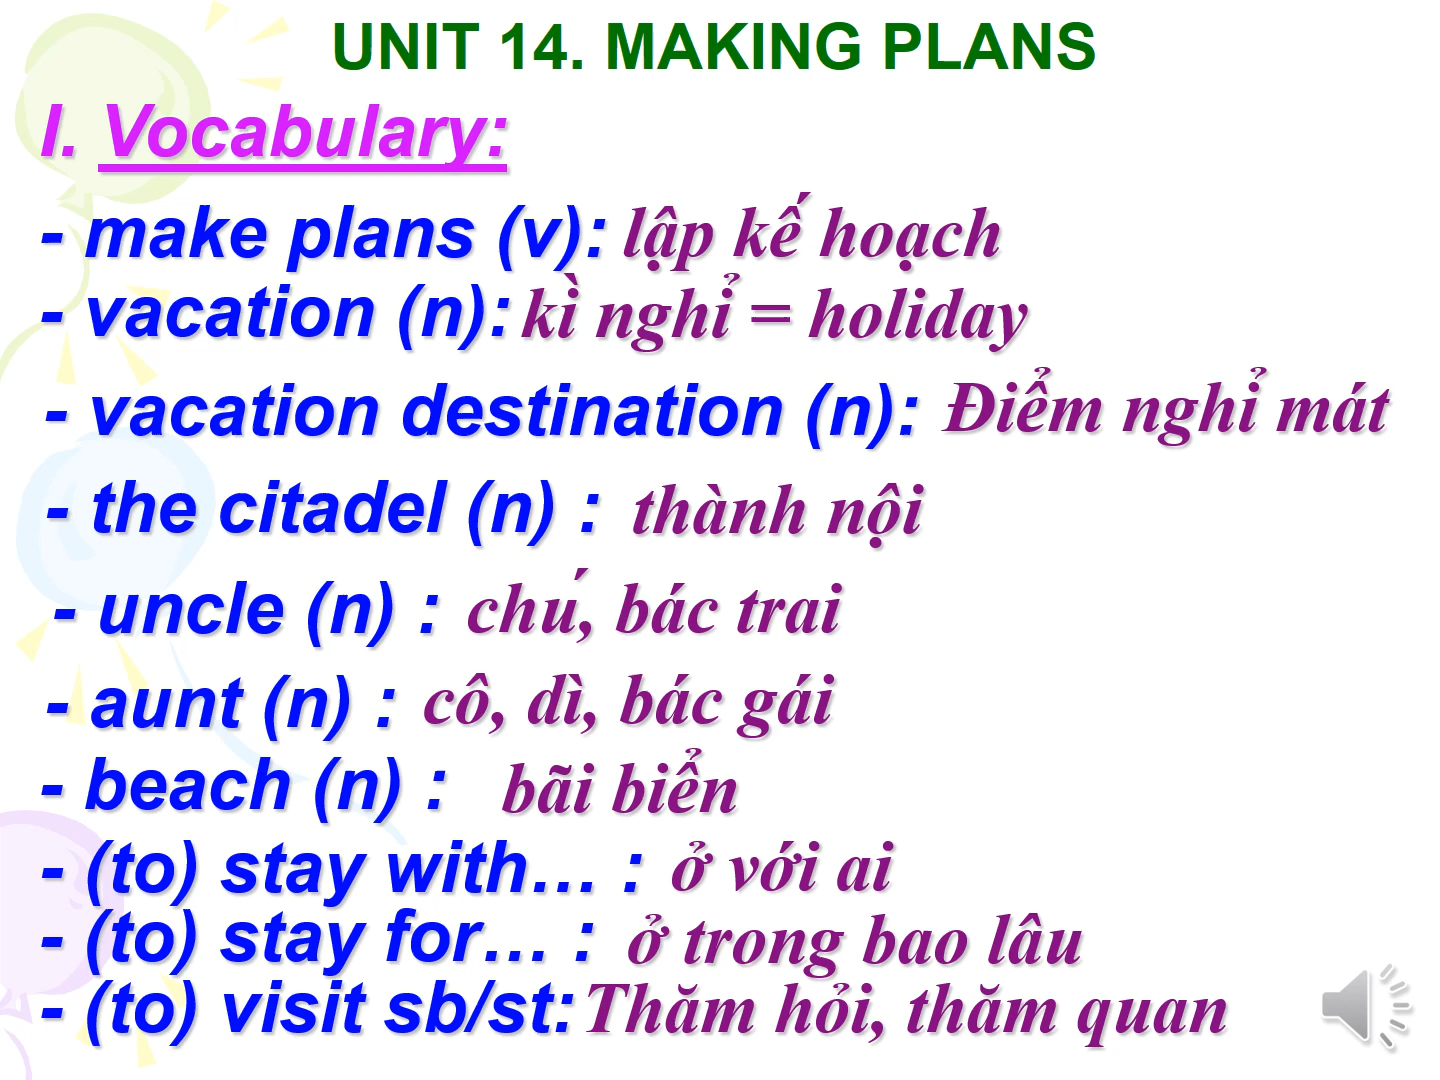 UNIT 14. MAKING PLANS
I. Vocabulary:
- make plans (v): lập kế hoạch
- vacation (n): kì nghỉ = holiday
- vacation destination (n): Điểm nghỉ mát
- the citadel (n) : thành nội
- uncle (n) : chú, bác trai
- aunt (n) : cô, dì, bác gái
- beach (n) : bãi biển
- (to) stay with... : ở với ai
- (to) stay for... : ở trong bao lâu
- (to) visit sb/st: Thăm hỏi, thăm quan